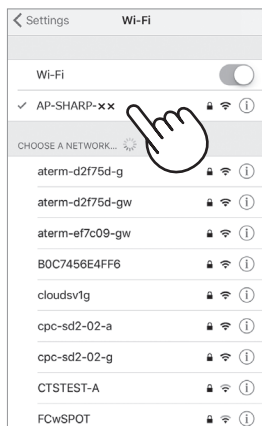 Settings Wi-Fi
Wi-Fi
AP-SHARP-××
CHOOSE A NETWORK...
aterm-d2f75d-g
aterm-d2f75d-gw
aterm-ef7c09-gw
B0C7456E4FF6
cloudsv1g
cpc-sd2-02-a
cpc-sd2-02-g
CTSTEST-A
FCwSPOT